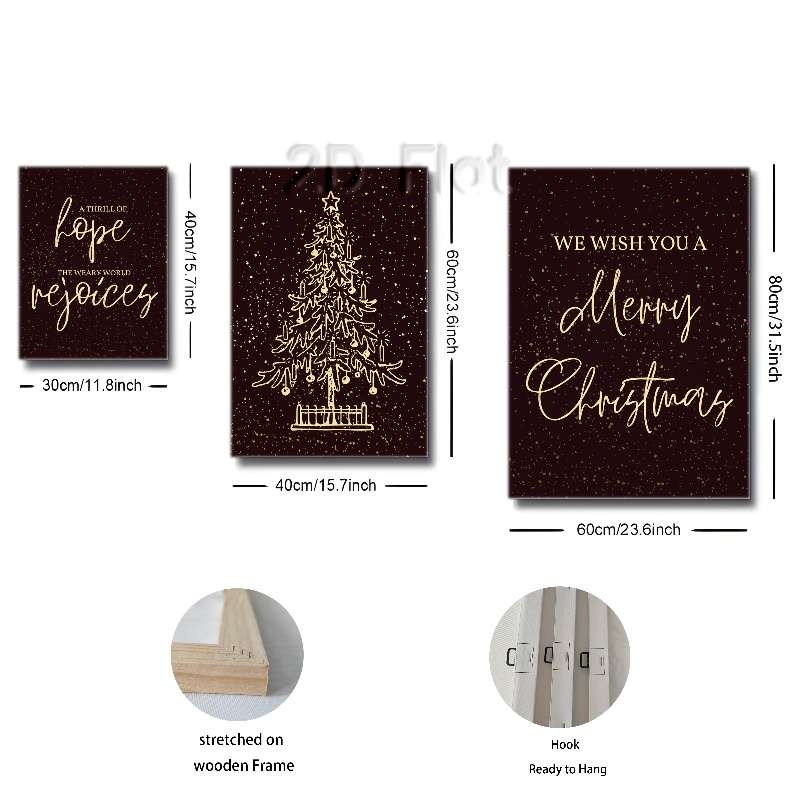 2D Flat
A THRILL OF
hope
THE WEARY WORLD
rejoices
40cm/15.7inch
30cm/11.8inch
60cm/23.6inch
40cm/15.7inch
WE WISH YOU A
Merry
Christmas
80cm/31.5inch
60cm/23.6inch
stretched on
wooden Frame
Hook
Ready to Hang